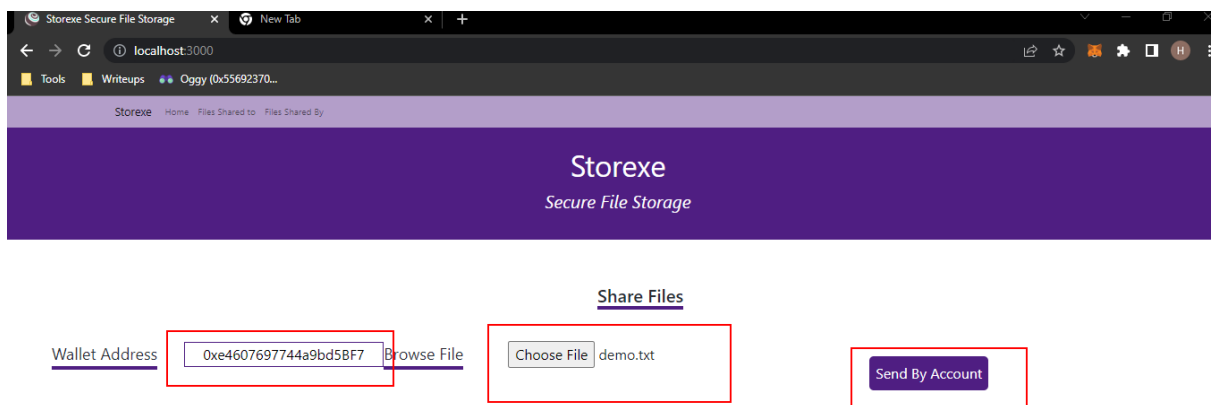 Storexe Secure File Storage
New Tab
localhost:3000
H
Tools Writeups Oggy (0x55692370...
Storexe Home Files Shared to Files Shared By
Storexe
Secure File Storage
Share Files
Wallet Address 0xe4607697744a9bd5BF7 Browse File Choose File demo.txt Send By Account